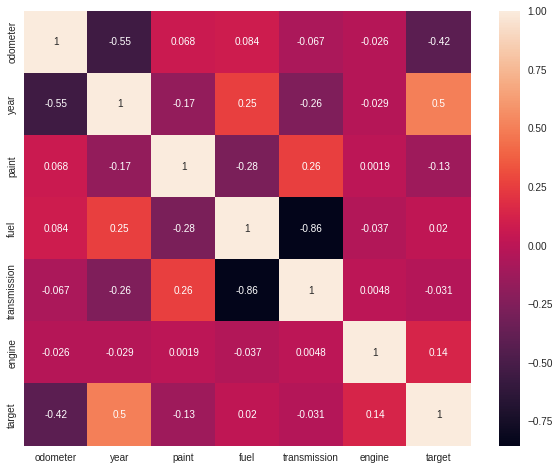 odometer 1 -0.55 0.068 0.084 -0.067 -0.026 -0.42
year -0.55 1 -0.17 0.25 -0.26 -0.029 0.5
paint 0.068 -0.17 1 -0.28 0.26 0.0019 -0.13
fuel 0.084 0.25 -0.28 1 -0.86 -0.037 0.02
transmission -0.067 -0.26 0.26 -0.86 1 0.0048 -0.031
engine -0.026 -0.029 0.0019 -0.037 0.0048 1 0.14
target -0.42 0.5 -0.13 0.02 -0.031 0.14 1
odometer year paint fuel transmission engine target
1.00
0.75
0.50
0.25
0.00
-0.25
-0.50
-0.75